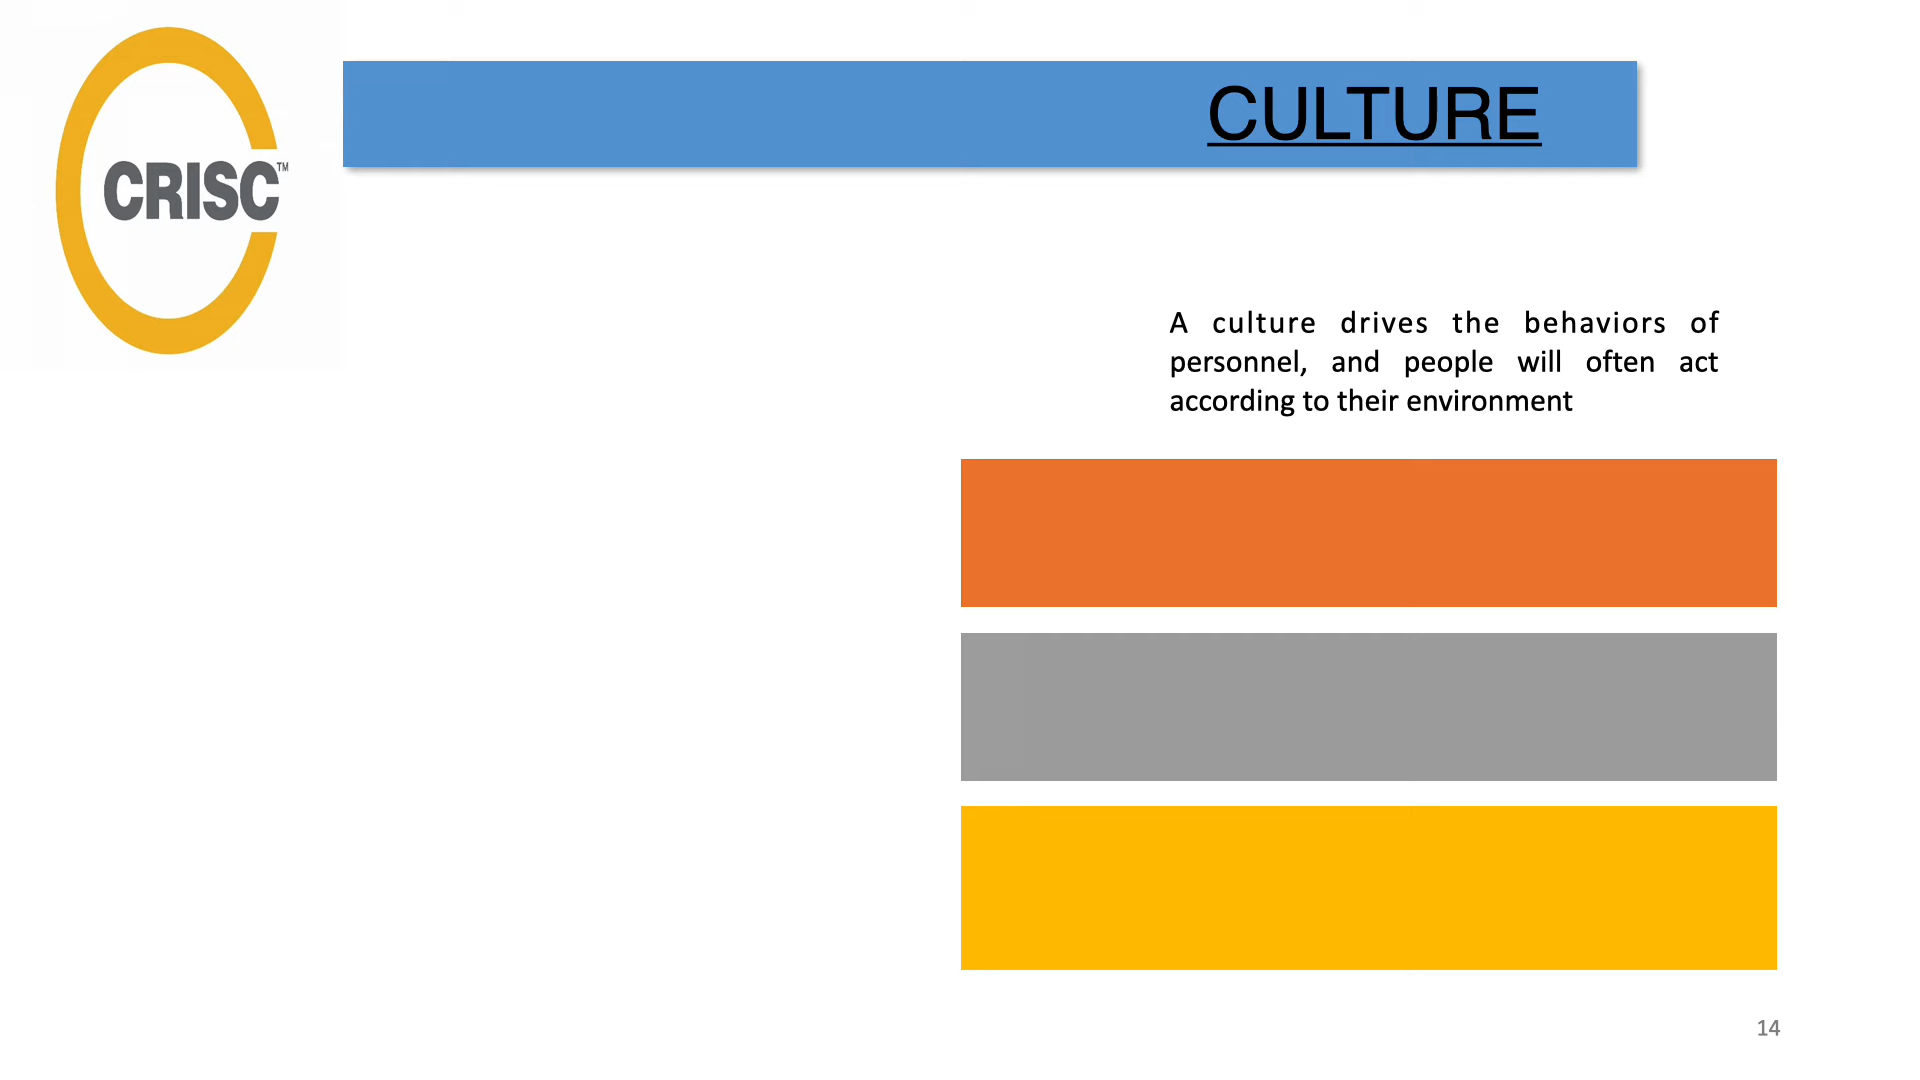 CRISC™
CULTURE
A culture drives the behaviors of
personnel, and people will often act
according to their environment
14